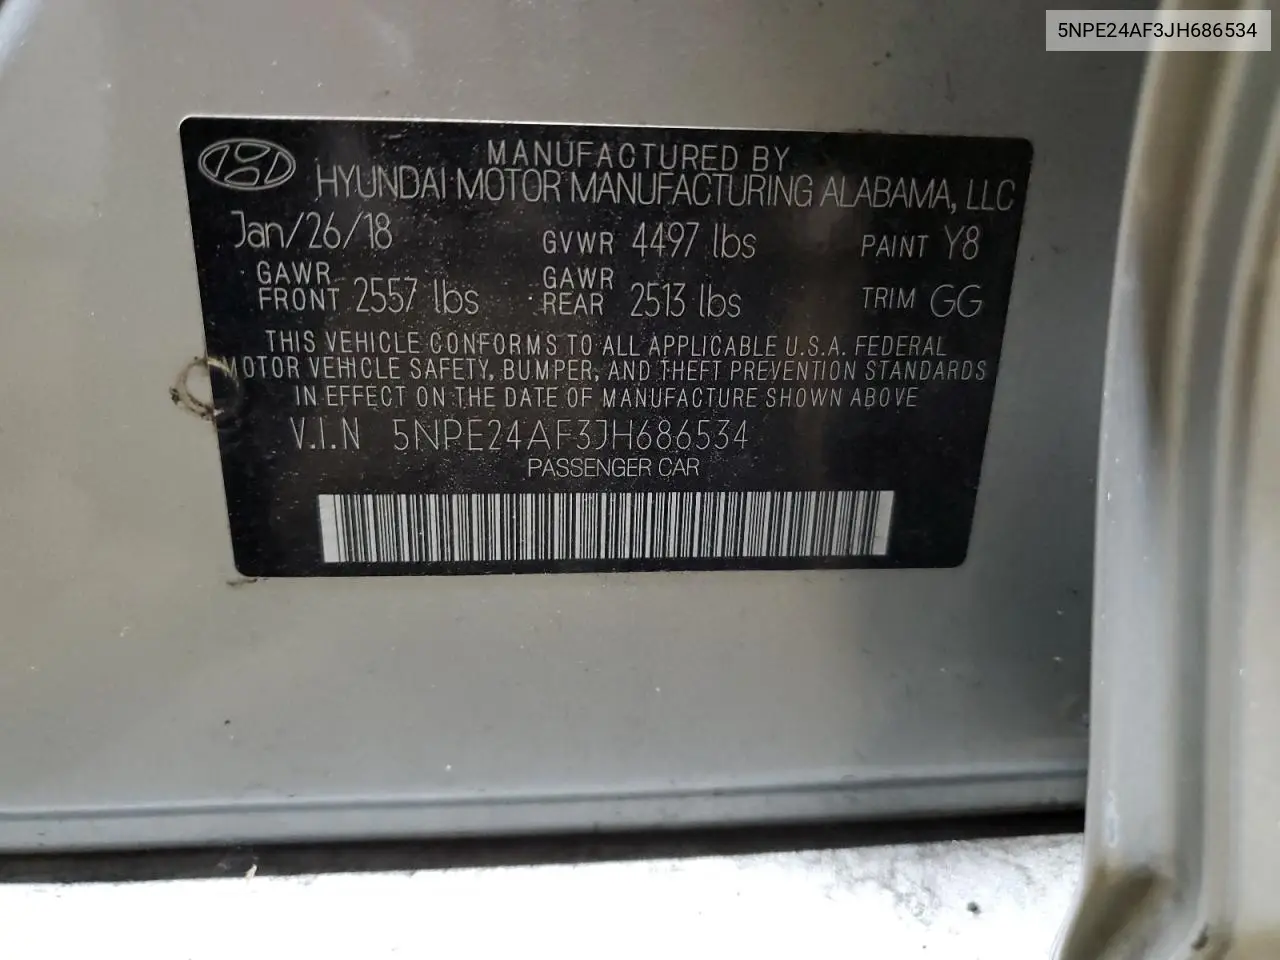 5NPE24AF3JH686534
MANUFACTURED BY
HYUNDAI MOTOR MANUFACTURING ALABAMA, LLC
Jan/26/18 GVWR 4497 lbs PAINT Y8
GAWR FRONT 2557 lbs GAWR REAR 2513 lbs TRIM GG
THIS VEHICLE CONFORMS TO ALL APPLICABLE U.S.A. FEDERAL
MOTOR VEHICLE SAFETY, BUMPER, AND THEFT PREVENTION STANDARDS
IN EFFECT ON THE DATE OF MANUFACTURE SHOWN ABOVE
V.I.N 5NPE24AF3JH686534
PASSENGER CAR